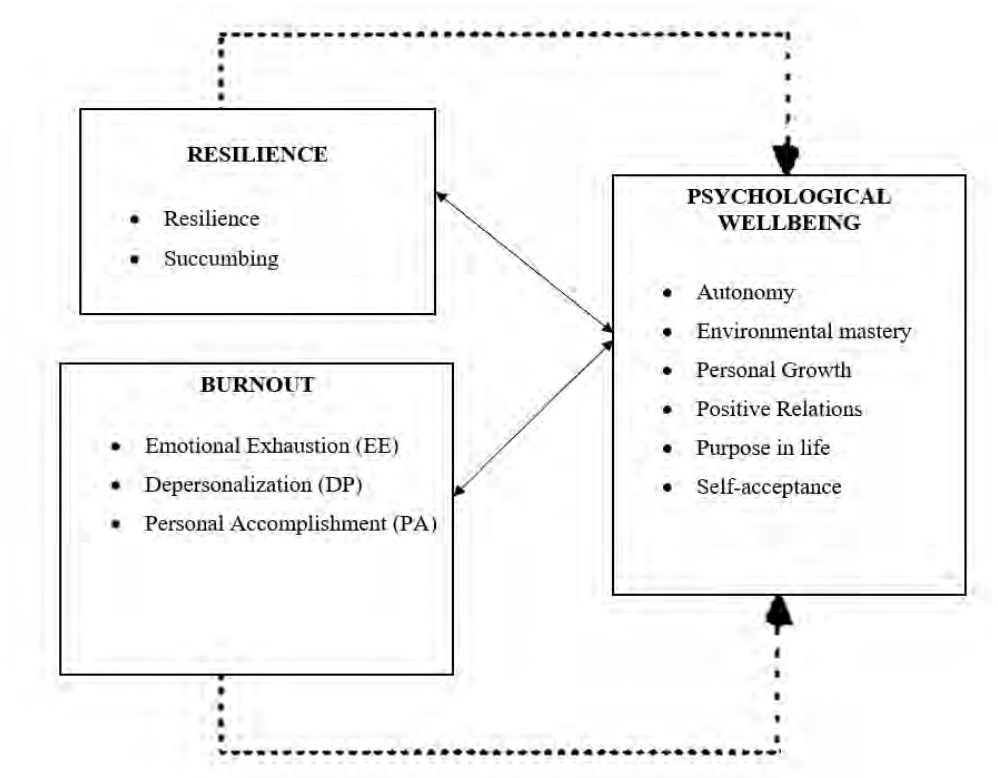 RESILIENCE
• Resilience
• Succumbing
BURNOUT
• Emotional Exhaustion (EE)
• Depersonalization (DP)
• Personal Accomplishment (PA)
PSYCHOLOGICAL
WELLBEING
• Autonomy
• Environmental mastery
• Personal Growth
• Positive Relations
• Purpose in life
• Self-acceptance